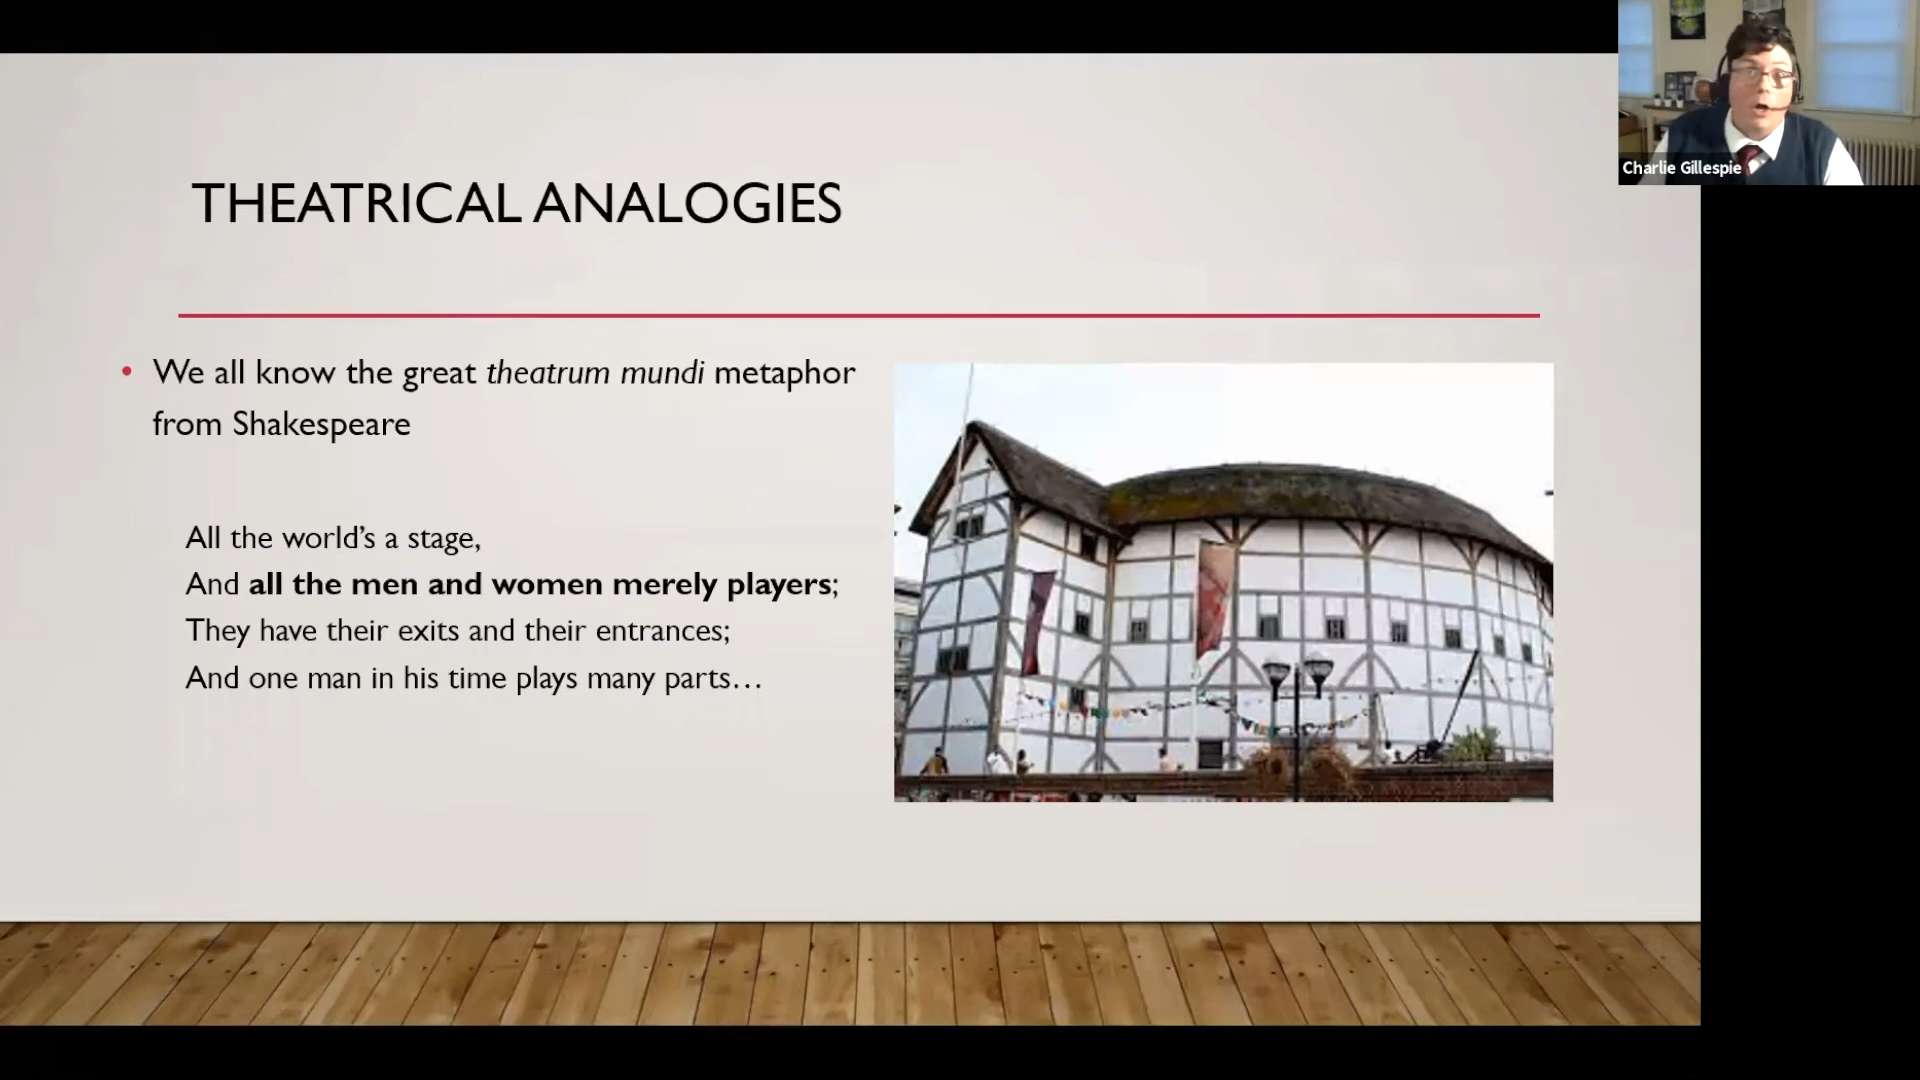 Charlie Gillespie
THEATRICAL ANALOGIES
• We all know the great theatrum mundi metaphor
from Shakespeare
All the world’s a stage,
And all the men and women merely players;
They have their exits and their entrances;
And one man in his time plays many parts…